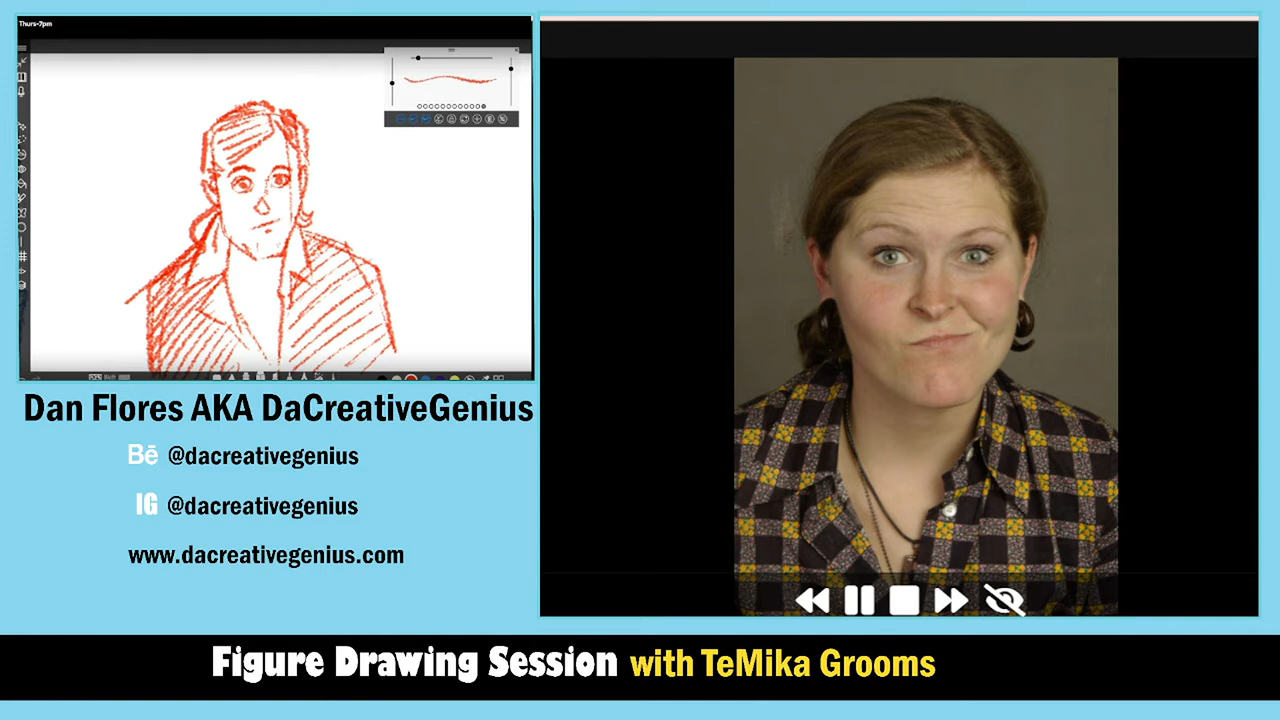 Thurs•7pm
Dan Flores AKA DaCreativeGenius
Bē @dacreativegenius
IG @dacreativegenius
www.dacreativegenius.com
Figure Drawing Session with TeMika Grooms